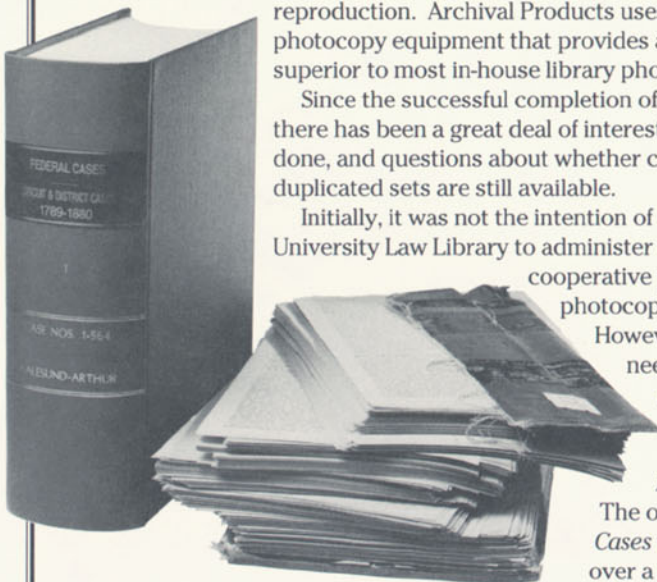 reproduction. Archival Products use
photocopy equipment that provides a
superior to most in-house library pho
Since the successful completion of
there has been a great deal of interest
done, and questions about whether c
duplicated sets are still available.
Initially, it was not the intention of
University Law Library to administer
cooperative
photocop
Howev
nee
The o
Cases
over a
FEDERAL CASES
CIRCUIT & DISTRICT CASES
1789-1880
1
CASE NOS. 1-564
ALESUND-ARTHUR